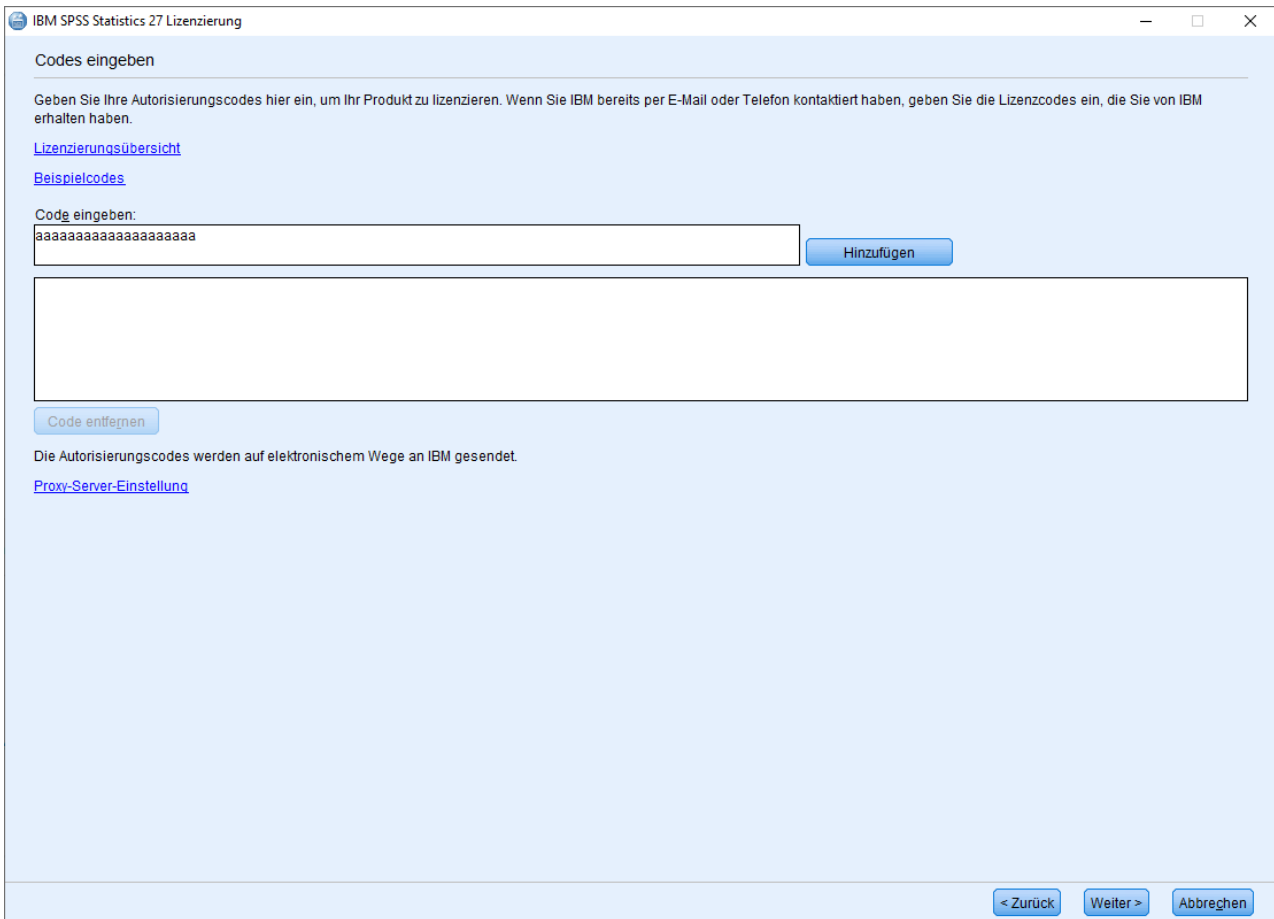 IBM SPSS Statistics 27 Lizenzierung
Codes eingeben
Geben Sie Ihre Autorisierungscodes hier ein, um Ihr Produkt zu lizenzieren. Wenn Sie IBM bereits per E-Mail oder Telefon kontaktiert haben, geben Sie die Lizenzcodes ein, die Sie von IBM
erhalten haben.
Lizenzierungsübersicht
Beispielcodes
Code eingeben:
aaaaaaaaaaaaaaaaaaaa
Hinzufügen
Code entfernen
Die Autorisierungscodes werden auf elektronischem Wege an IBM gesendet.
Proxy-Server-Einstellung
< Zurück
Weiter >
Abbrechen